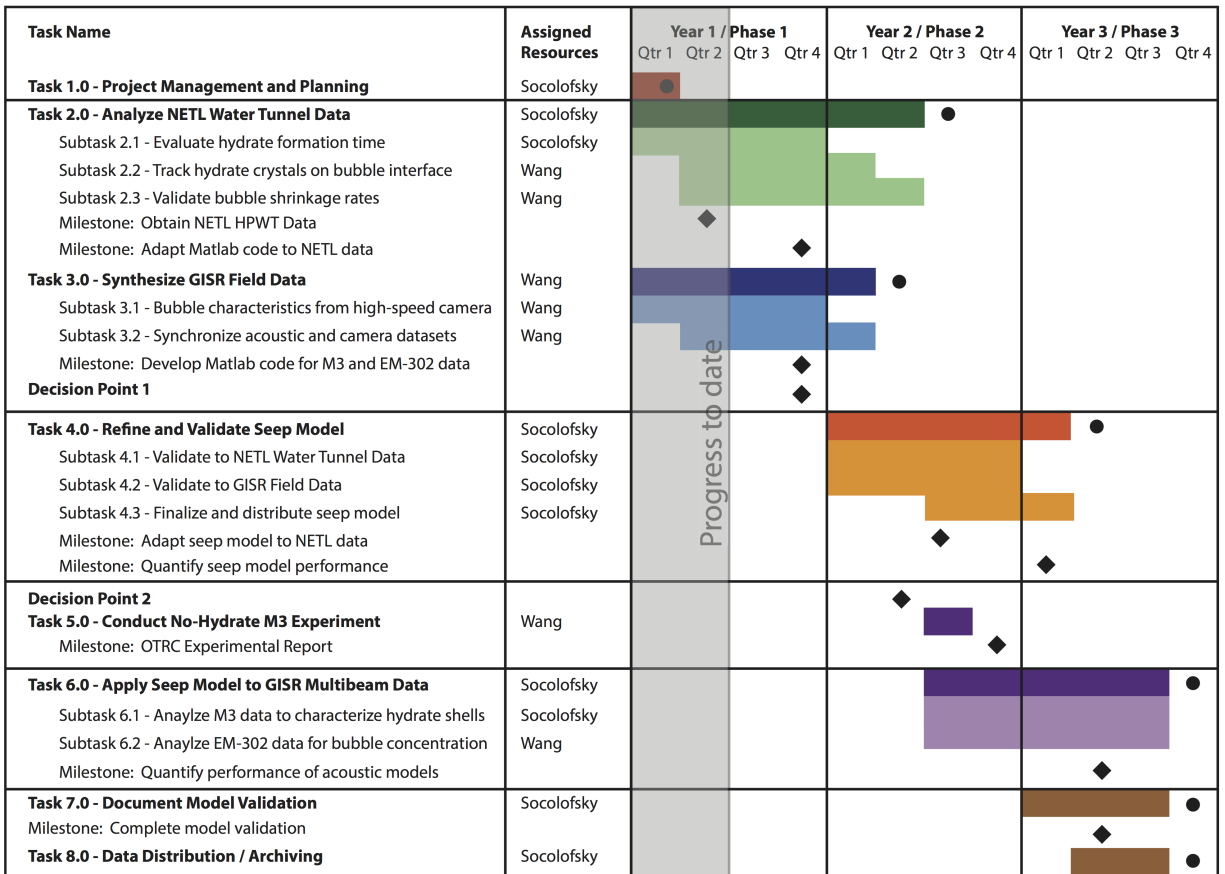 Task Name Assigned Resources Year 1 / Phase 1 Year 2 / Phase 2 Year 3 / Phase 3
Qtr 1 Qtr 2 Qtr 3 Qtr 4 Qtr 1 Qtr 2 Qtr 3 Qtr 4 Qtr 1 Qtr 2 Qtr 3 Qtr 4
Task 1.0 - Project Management and Planning Socolofsky
Task 2.0 - Analyze NETL Water Tunnel Data Socolofsky
Subtask 2.1 - Evaluate hydrate formation time Socolofsky
Subtask 2.2 - Track hydrate crystals on bubble interface Wang
Subtask 2.3 - Validate bubble shrinkage rates Wang
Milestone: Obtain NETL HPWT Data
Milestone: Adapt Matlab code to NETL data
Task 3.0 - Synthesize GISR Field Data Wang
Subtask 3.1 - Bubble characteristics from high-speed camera Wang
Subtask 3.2 - Synchronize acoustic and camera datasets Wang
Milestone: Develop Matlab code for M3 and EM-302 data
Decision Point 1
Progress to date
Task 4.0 - Refine and Validate Seep Model Socolofsky
Subtask 4.1 - Validate to NETL Water Tunnel Data Socolofsky
Subtask 4.2 - Validate to GISR Field Data Socolofsky
Subtask 4.3 - Finalize and distribute seep model Socolofsky
Milestone: Adapt seep model to NETL data
Milestone: Quantify seep model performance
Decision Point 2
Task 5.0 - Conduct No-Hydrate M3 Experiment Wang
Milestone: OTRC Experimental Report
Task 6.0 - Apply Seep Model to GISR Multibeam Data Socolofsky
Subtask 6.1 - Anaylze M3 data to characterize hydrate shells Socolofsky
Subtask 6.2 - Anaylze EM-302 data for bubble concentration Wang
Milestone: Quantify performance of acoustic models
Task 7.0 - Document Model Validation Socolofsky
Milestone: Complete model validation
Task 8.0 - Data Distribution / Archiving Socolofsky